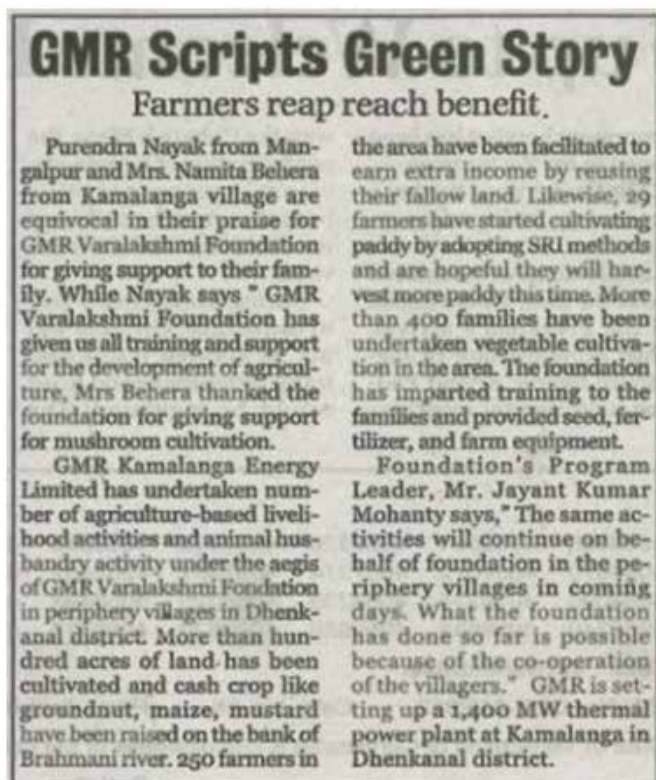 GMR Scripts Green Story
Farmers reap reach benefit.
Purendra Nayak from Man-
galpur and Mrs. Namita Behera
from Kamalanga village are
equivocal in their praise for
GMR Varalakshmi Foundation
for giving support to their fam-
ily. While Nayak says " GMR
Varalakshmi Foundation has
given us all training and support
for the development of agricul-
ture, Mrs Behera thanked the
foundation for giving support
for mushroom cultivation.
GMR Kamalanga Energy
Limited has undertaken num-
ber of agriculture-based liveli-
hood activities and animal hus-
bandry activity under the aegis
of GMR Varalakshmi Fondation
in periphery villages in Dhenk-
anal district. More than hun-
dred acres of land has been
cultivated and cash crop like
groundnut, maize, mustard
have been raised on the bank of
Brahmani river. 250 farmers in
the area have been facilitated to
earn extra income by reusing
their fallow land. Likewise, 29
farmers have started cultivating
paddy by adopting SRI methods
and are hopeful they will har-
vest more paddy this time. More
than 400 families have been
undertaken vegetable cultiva-
tion in the area. The foundation
has imparted training to the
families and provided seed, fer-
tilizer, and farm equipment.
Foundation's Program
Leader, Mr. Jayant Kumar
Mohanty says," The same ac-
tivities will continue on be-
half of foundation in the pe-
riphery villages in coming
days. What the foundation
has done so far is possible
because of the co-operation
of the villagers." GMR is set-
ting up a 1,400 MW thermal
power plant at Kamalanga in
Dhenkanal district.